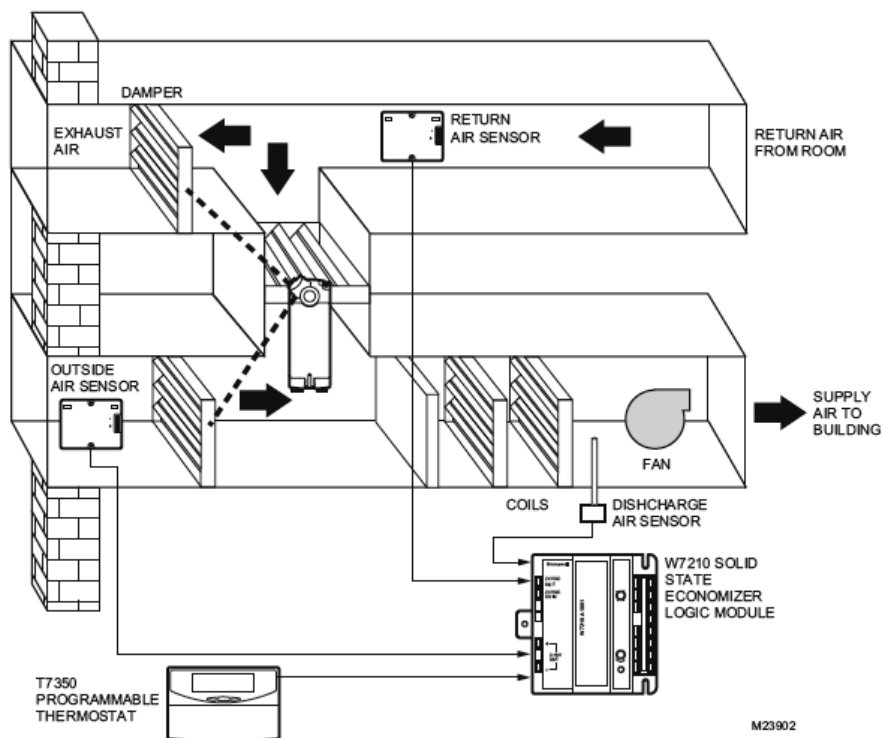 DAMPER
EXHAUST
AIR
RETURN
AIR SENSOR
RETURN AIR
FROM ROOM
OUTSIDE
AIR SENSOR
SUPPLY
AIR TO
BUILDING
FAN
COILS
DISHCHARGE
AIR SENSOR
W7210 SOLID
STATE
ECONOMIZER
LOGIC MODULE
T7350
PROGRAMMABLE
THERMOSTAT
M23902